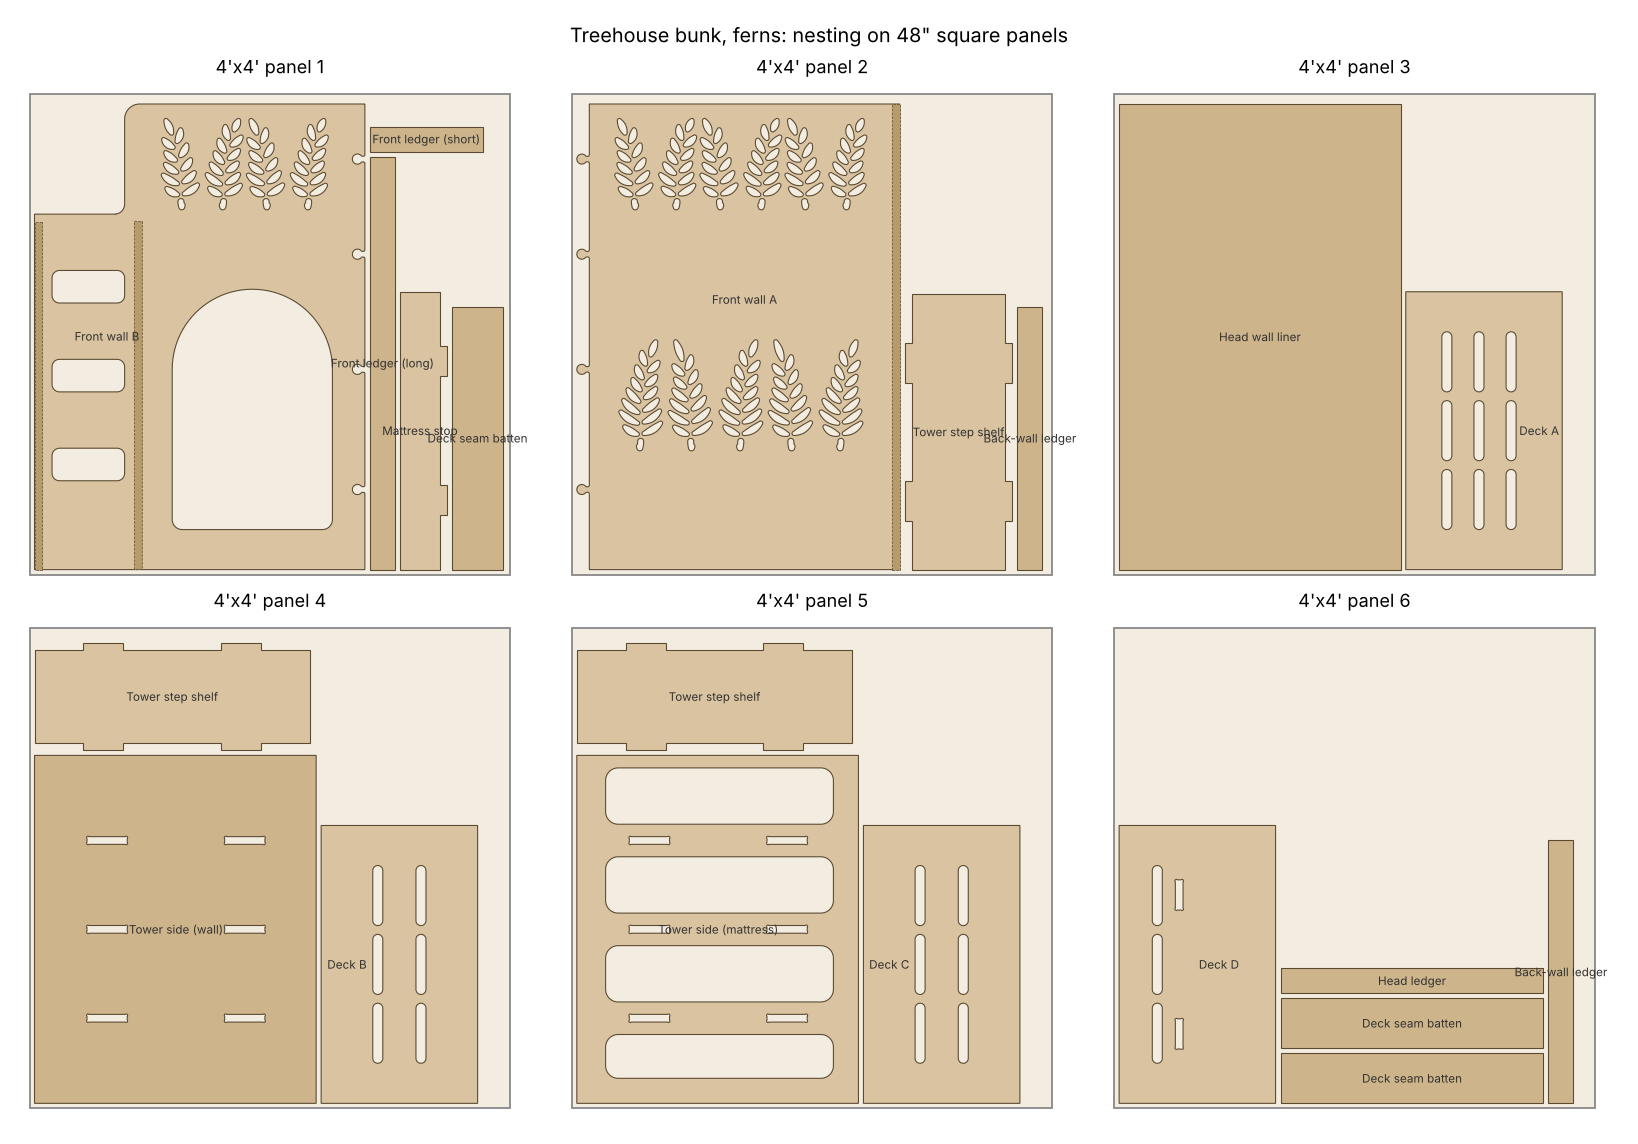 Treehouse bunk, ferns: nesting on 48" square panels
4'x4' panel 1
4'x4' panel 2
4'x4' panel 3
Front ledger (short)
Front wall B
Front ledger (long)
Mattress stop
Deck seam batten
Front wall A
Tower step shelf
Back-wall ledger
Head wall liner
Deck A
4'x4' panel 4
4'x4' panel 5
4'x4' panel 6
Tower step shelf
Tower side (wall)
Deck B
Tower step shelf
Tower side (mattress)
Deck C
Deck D
Head ledger
Deck seam batten
Deck seam batten
Back-wall ledger